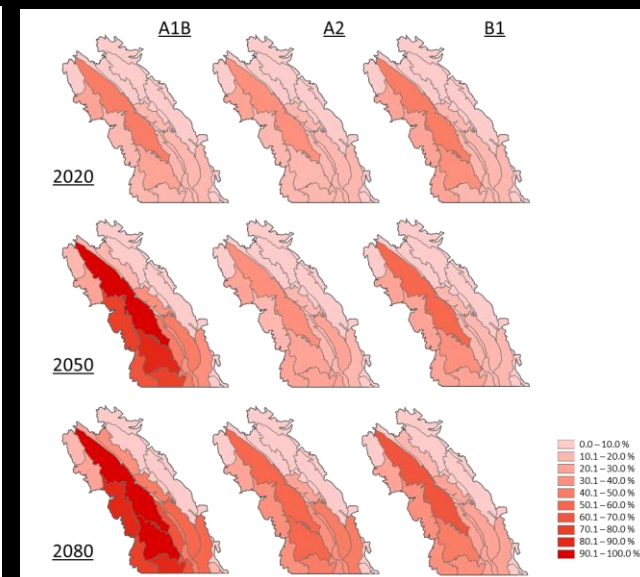 A1B A2 B1
2020
2050
2080
0.0 – 10.0 %
10.1 – 20.0 %
20.1 – 30.0 %
30.1 – 40.0 %
40.1 – 50.0 %
50.1 – 60.0 %
60.1 – 70.0 %
70.1 – 80.0 %
80.1 – 90.0 %
90.1 – 100.0 %